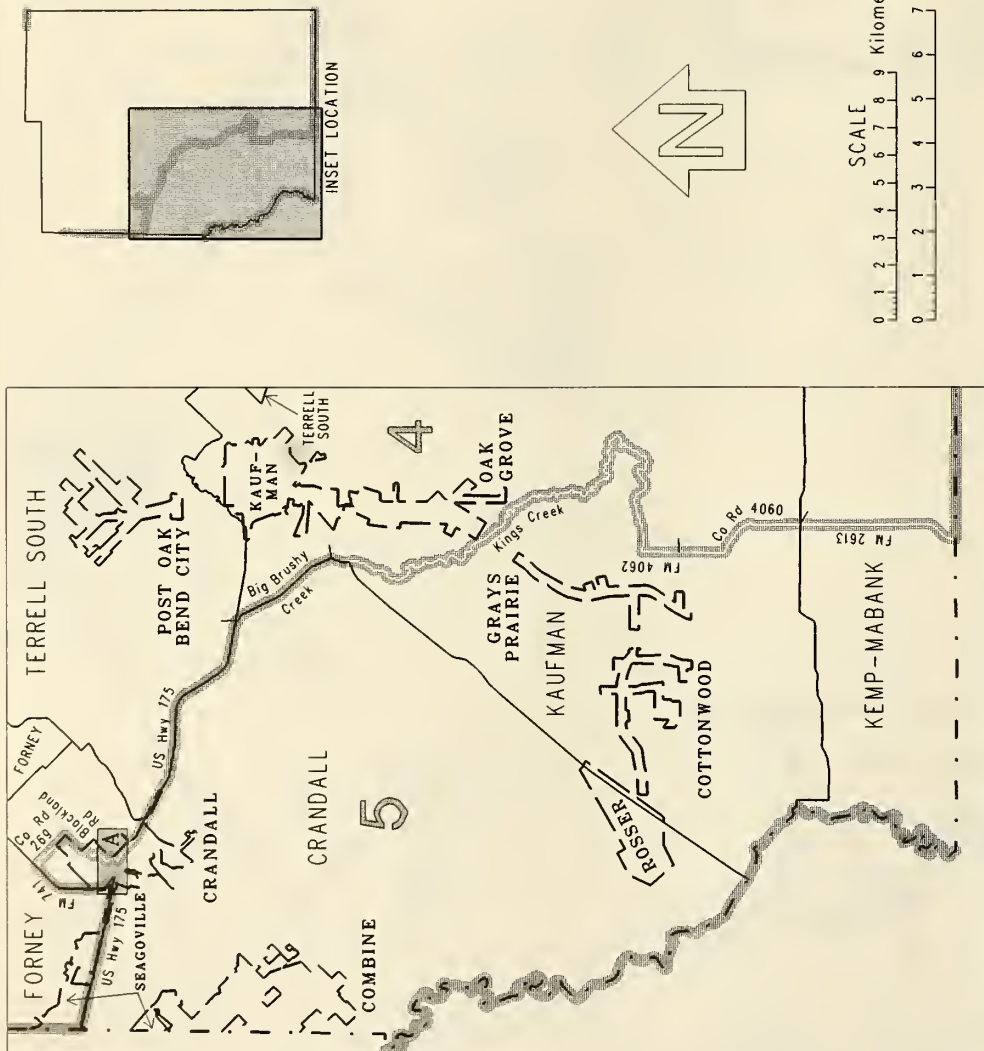 INSET LOCATION
N
SCALE
0 1 2 3 4 5 6 7 8 9 Kilome
0 1 2 3 4 5 6 7
TERRELL SOUTH
FORNEY
FORNEY
Co Rd
269
Blackland
Rd
FM
741
A
US Hwy 175
US Hwy 175
SEAGOVILLE
CRANDALL
POST OAK
BEND CITY
KAUF-
MAN
TERRELL
SOUTH
4
Big Brushy
Creek
OAK
GROVE
CRANDALL
5
COMBINE
Kings Creek
GRAYS
PRAIRIE
KAUFMAN
FM 4062
ROSSER
COTTONWOOD
Co Rd 4090
FM 2613
KEMP-MABANK